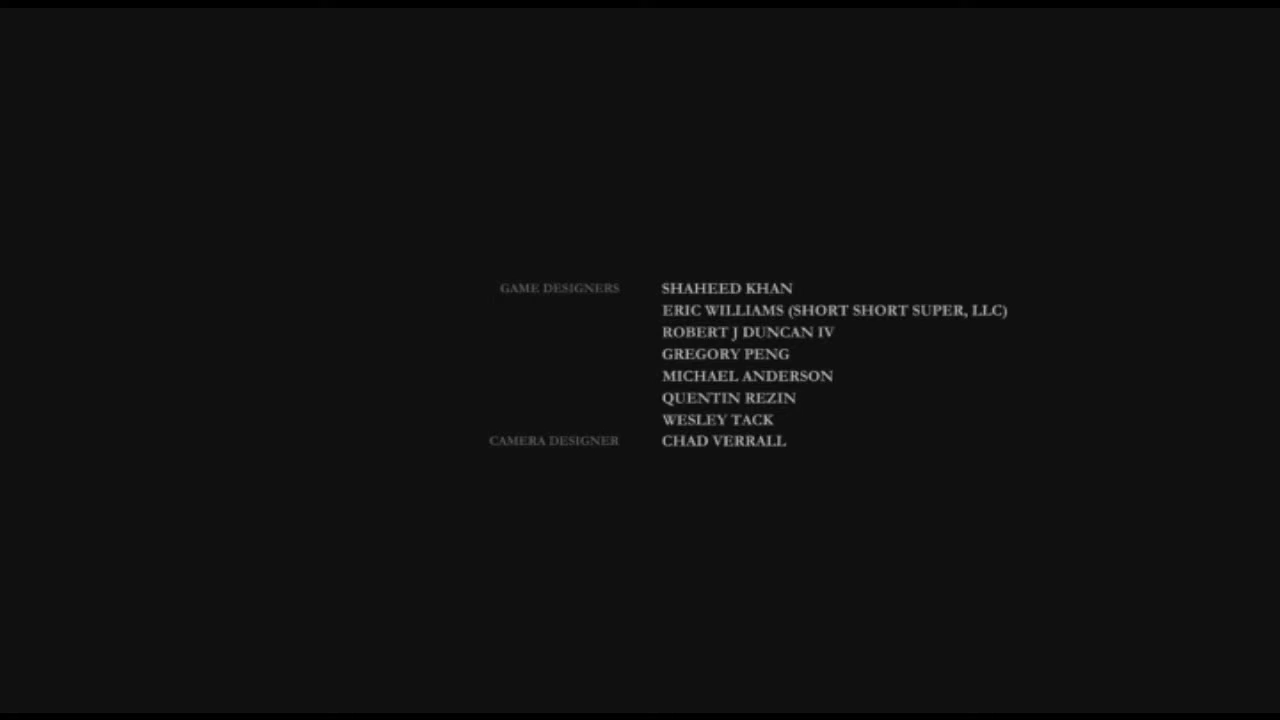 GAME DESIGNERS SHAHEED KHAN
ERIC WILLIAMS (SHORT SHORT SUPER, LLC)
ROBERT J DUNCAN IV
GREGORY PENG
MICHAEL ANDERSON
QUENTIN REZIN
WESLEY TACK
CAMERA DESIGNER CHAD VERRALL